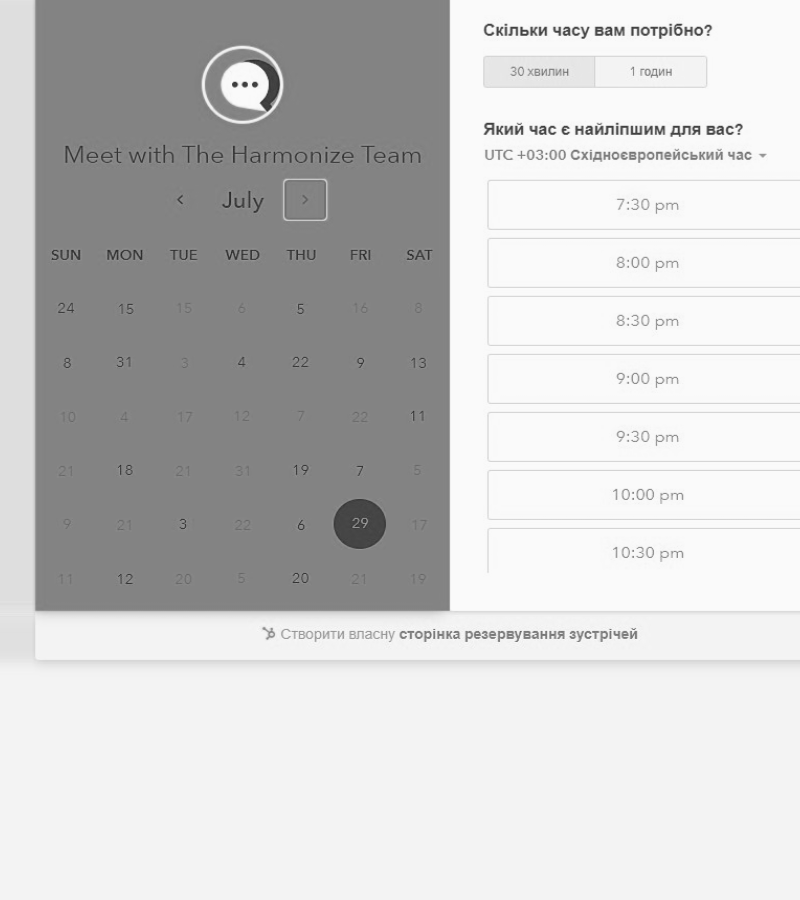 Meet with The Harmonize Team
July
SUN MON TUE WED THU FRI SAT
24 15 15 6 5 16 8
8 31 3 4 22 9 13
10 4 17 12 7 22 11
21 18 21 31 19 7 5
9 21 3 22 6 29 17
11 12 20 5 20 21 19
Скільки часу вам потрібно?
30 хвилин 1 годин
Який час є найліпшим для вас?
UTC +03:00 Східноєвропейський час
7:30 pm
8:00 pm
8:30 pm
9:00 pm
9:30 pm
10:00 pm
10:30 pm
Створити власну сторінка резервування зустрічей